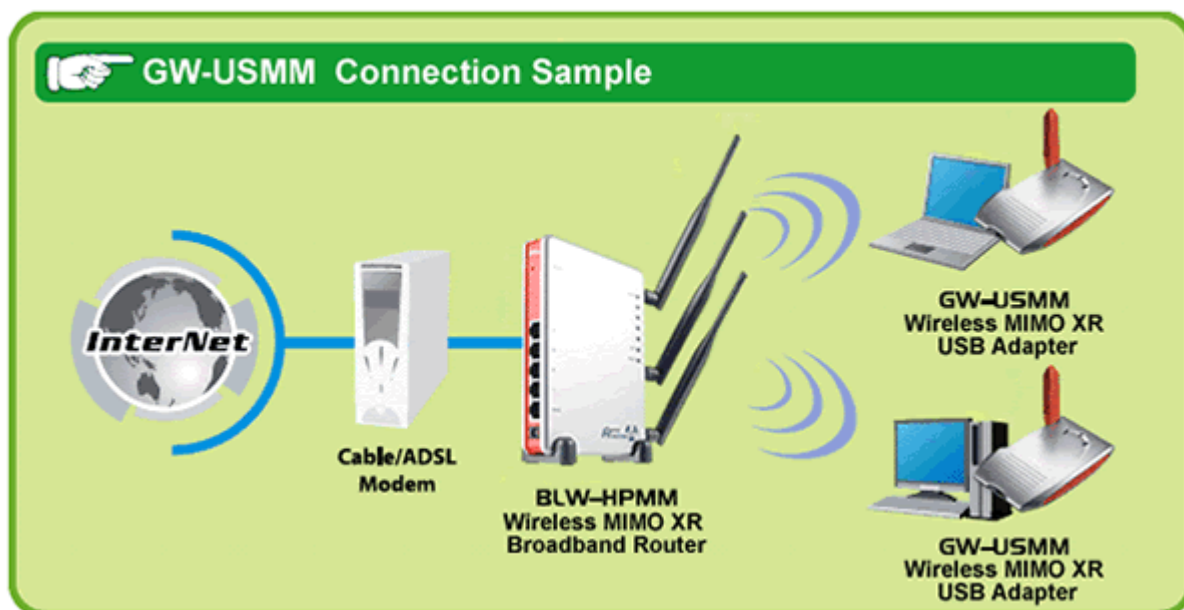 GW-USMM Connection Sample
InterNet
Cable/ADSL
Modem
BLW-HPMM
Wireless MIMO XR
Broadband Router
GW-USMM
Wireless MIMO XR
USB Adapter
GW-USMM
Wireless MIMO XR
USB Adapter